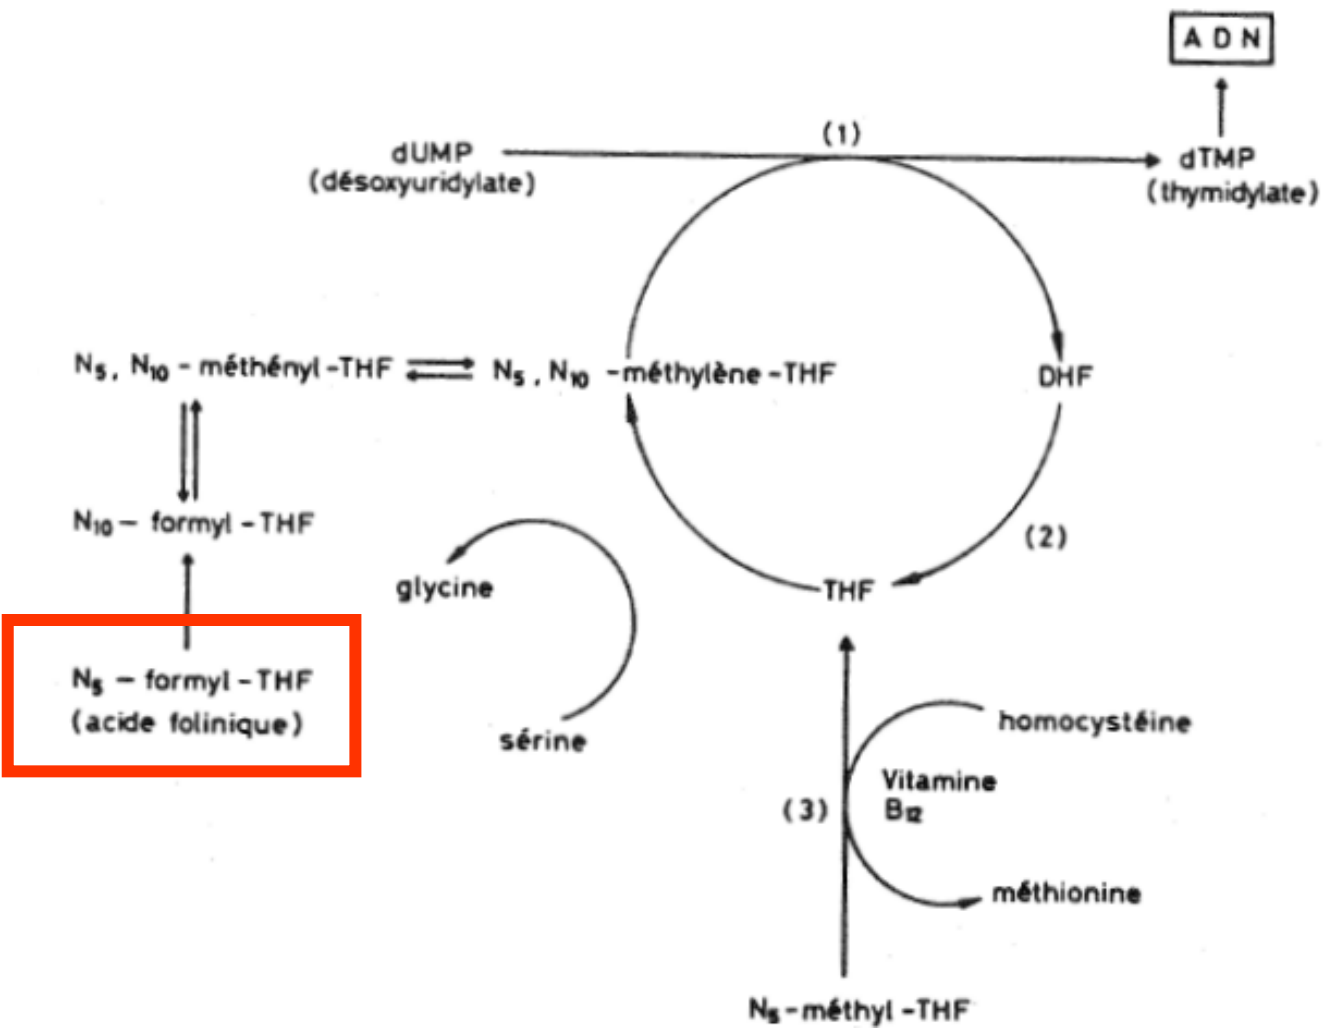 ADN
(1)
dUMP
(désoxyuridylate)
dTMP
(thymidylate)
N5, N10 - méthényl-THF
N5, N10 -méthylène-THF
DHF
N10 - formyl-THF
(2)
glycine
THF
N5 - formyl-THF
(acide folinique)
sérine
homocystéine
Vitamine
B12
(3)
méthionine
N5-méthyl-THF